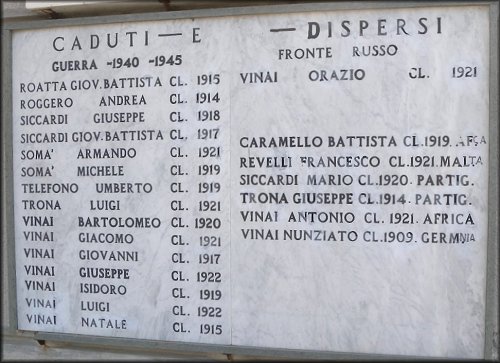 CADUTI — E — DISPERSI
GUERRA -1940 -1945
ROATTA GIOV. BATTISTA CL. 1915
ROGGERO ANDREA CL. 1914
SICCARDI GIUSEPPE CL. 1918
SICCARDI GIOV. BATTISTA CL. 1917
SOMA' ARMANDO CL. 1921
SOMA' MICHELE CL. 1919
TELEFONO UMBERTO CL. 1919
TRONA LUIGI CL. 1921
VINAI BARTOLOMEO CL. 1920
VINAI GIACOMO CL. 1921
VINAI GIOVANNI CL. 1917
VINAI GIUSEPPE CL. 1922
VINAI ISIDORO CL. 1919
VINAI LUIGI CL. 1922
VINAI NATALE CL. 1915
FRONTE RUSSO
VINAI ORAZIO CL. 1921
CARAMELLO BATTISTA CL. 1919.
REVELLI FRANCESCO CL. 1921. MALTA
SICCARDI MARIO CL. 1920. PARTIG.
TRONA GIUSEPPE CL. 1914. PARTIG.
VINAI ANTONIO CL. 1921. AFRICA
VINAI NUNZIATO CL. 1909.